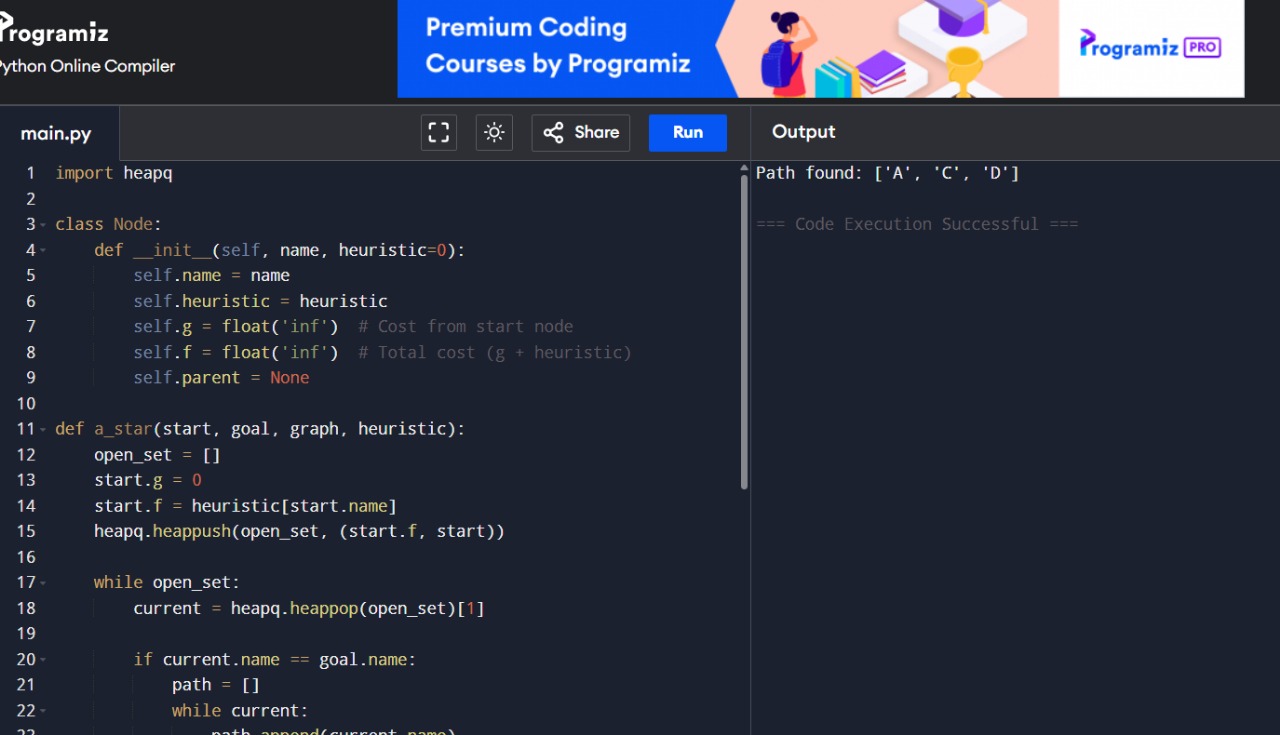 Programiz
Python Online Compiler
Premium Coding
Courses by Programiz
Programiz PRO
main.py
Share
Run
Output
1 import heapq
2
3 class Node:
4     def __init__(self, name, heuristic=0):
5         self.name = name
6         self.heuristic = heuristic
7         self.g = float('inf')  # Cost from start node
8         self.f = float('inf')  # Total cost (g + heuristic)
9         self.parent = None
10
11 def a_star(start, goal, graph, heuristic):
12     open_set = []
13     start.g = 0
14     start.f = heuristic[start.name]
15     heapq.heappush(open_set, (start.f, start))
16
17     while open_set:
18         current = heapq.heappop(open_set)[1]
19
20         if current.name == goal.name:
21             path = []
22             while current:
23                 path.append(current.name)
Path found: ['A', 'C', 'D']
=== Code Execution Successful ===